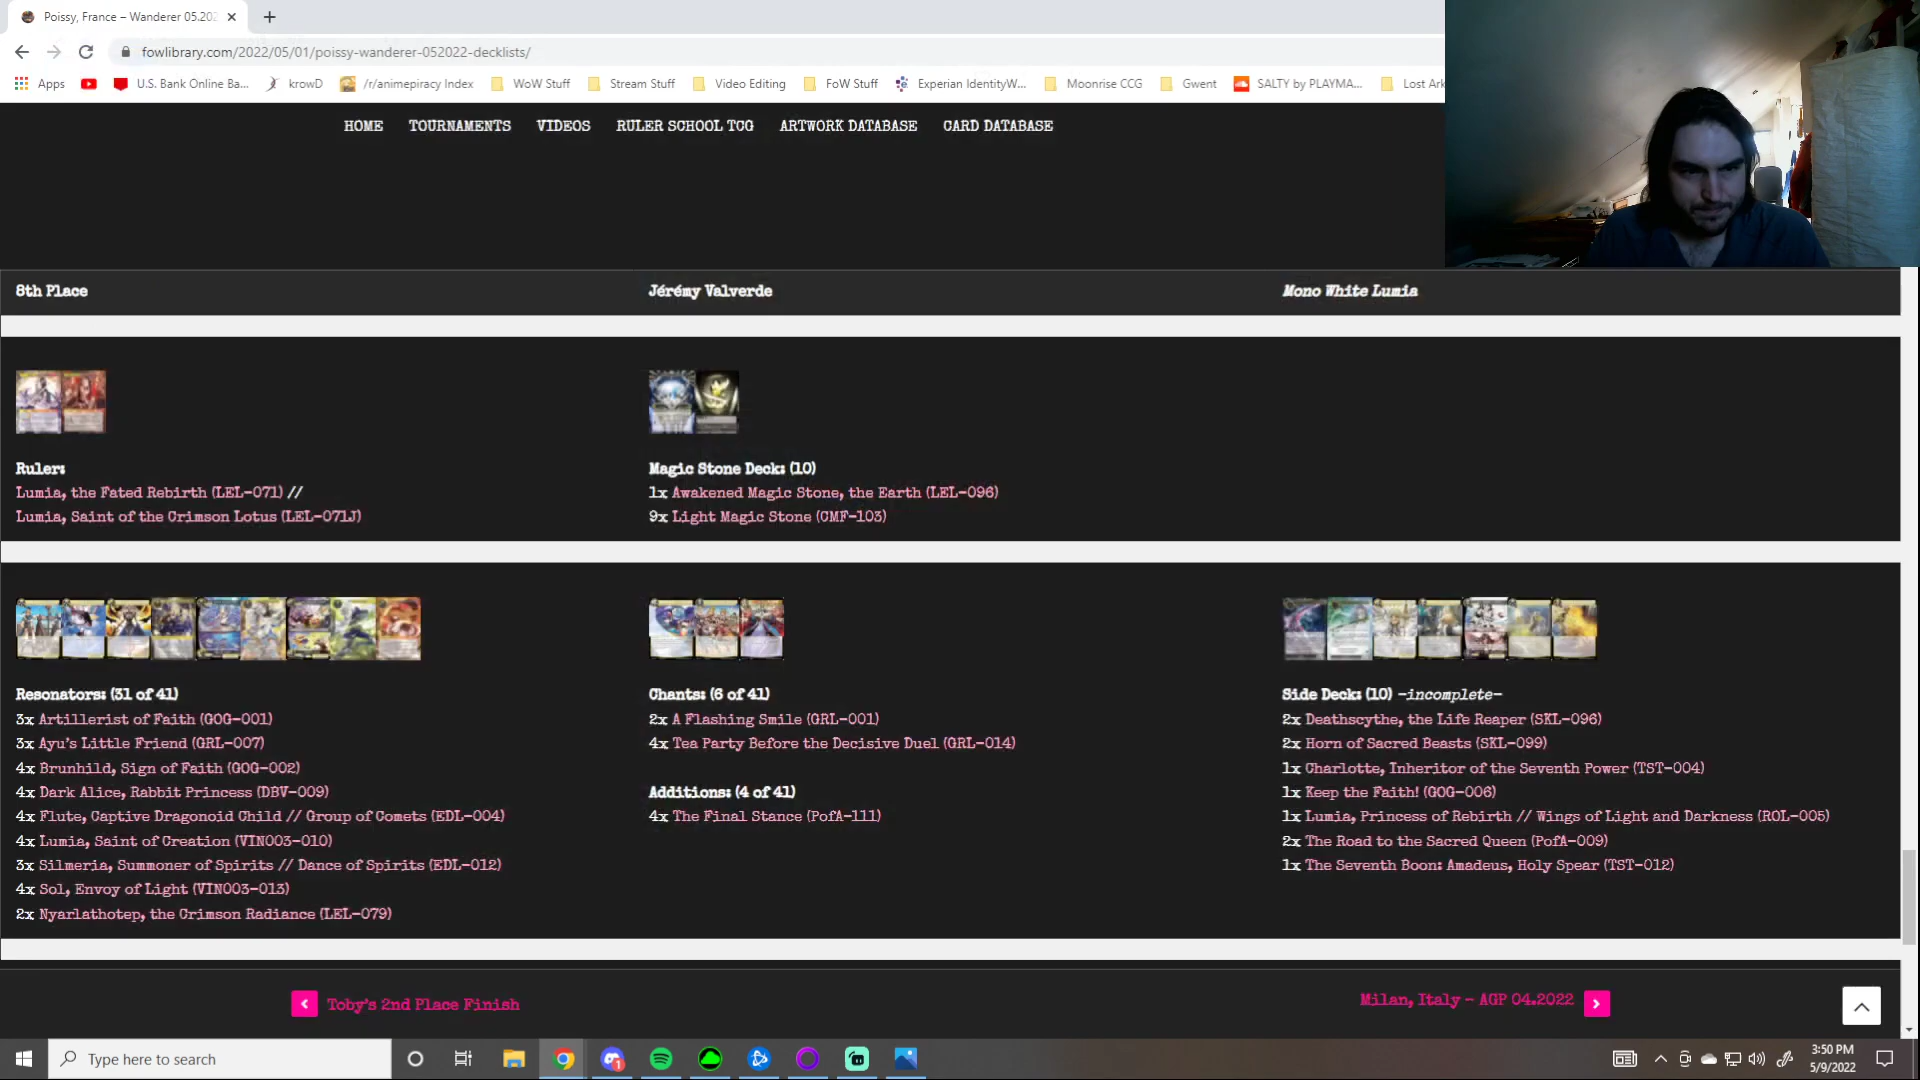 Poissy, France – Wanderer 05.202
fowlibrary.com/2022/05/01/poissy-wanderer-052022-decklists/
Apps
U.S. Bank Online Ba...
krowD
/r/animepiracy Index
WoW Stuff
Stream Stuff
Video Editing
FoW Stuff
Experian IdentityW...
Moonrise CCG
Gwent
SALTY by PLAYMA...
Lost Ark
HOME TOURNAMENTS VIDEOS RULER SCHOOL TCG ARTWORK DATABASE CARD DATABASE
8th Place
Jérémy Valverde
Mono White Lumia
Ruler:
Lumia, the Fated Rebirth (LEL-071) //
Lumia, Saint of the Crimson Lotus (LEL-071J)
Magic Stone Deck: (10)
1x Awakened Magic Stone, the Earth (LEL-096)
9x Light Magic Stone (CMF-103)
Resonators: (31 of 41)
3x Artillerist of Faith (GOG-001)
3x Ayu's Little Friend (GRL-007)
4x Brunhild, Sign of Faith (GOG-002)
4x Dark Alice, Rabbit Princess (DBV-009)
4x Flute, Captive Dragonoid Child // Group of Comets (EDL-004)
4x Lumia, Saint of Creation (VIN003-010)
3x Silmeria, Summoner of Spirits // Dance of Spirits (EDL-012)
4x Sol, Envoy of Light (VIN003-013)
2x Nyarlathotep, the Crimson Radiance (LEL-079)
Chants: (6 of 41)
2x A Flashing Smile (GRL-001)
4x Tea Party Before the Decisive Duel (GRL-014)
Additions: (4 of 41)
4x The Final Stance (PofA-111)
Side Deck: (10) -incomplete-
2x Deathscythe, the Life Reaper (SKL-096)
2x Horn of Sacred Beasts (SKL-099)
1x Charlotte, Inheritor of the Seventh Power (TST-004)
1x Keep the Faith! (GOG-006)
1x Lumia, Princess of Rebirth // Wings of Light and Darkness (ROL-005)
2x The Road to the Sacred Queen (PofA-009)
1x The Seventh Boon: Amadeus, Holy Spear (TST-012)
Toby's 2nd Place Finish
Milan, Italy – AGP 04.2022
Type here to search
3:50 PM
5/9/2022